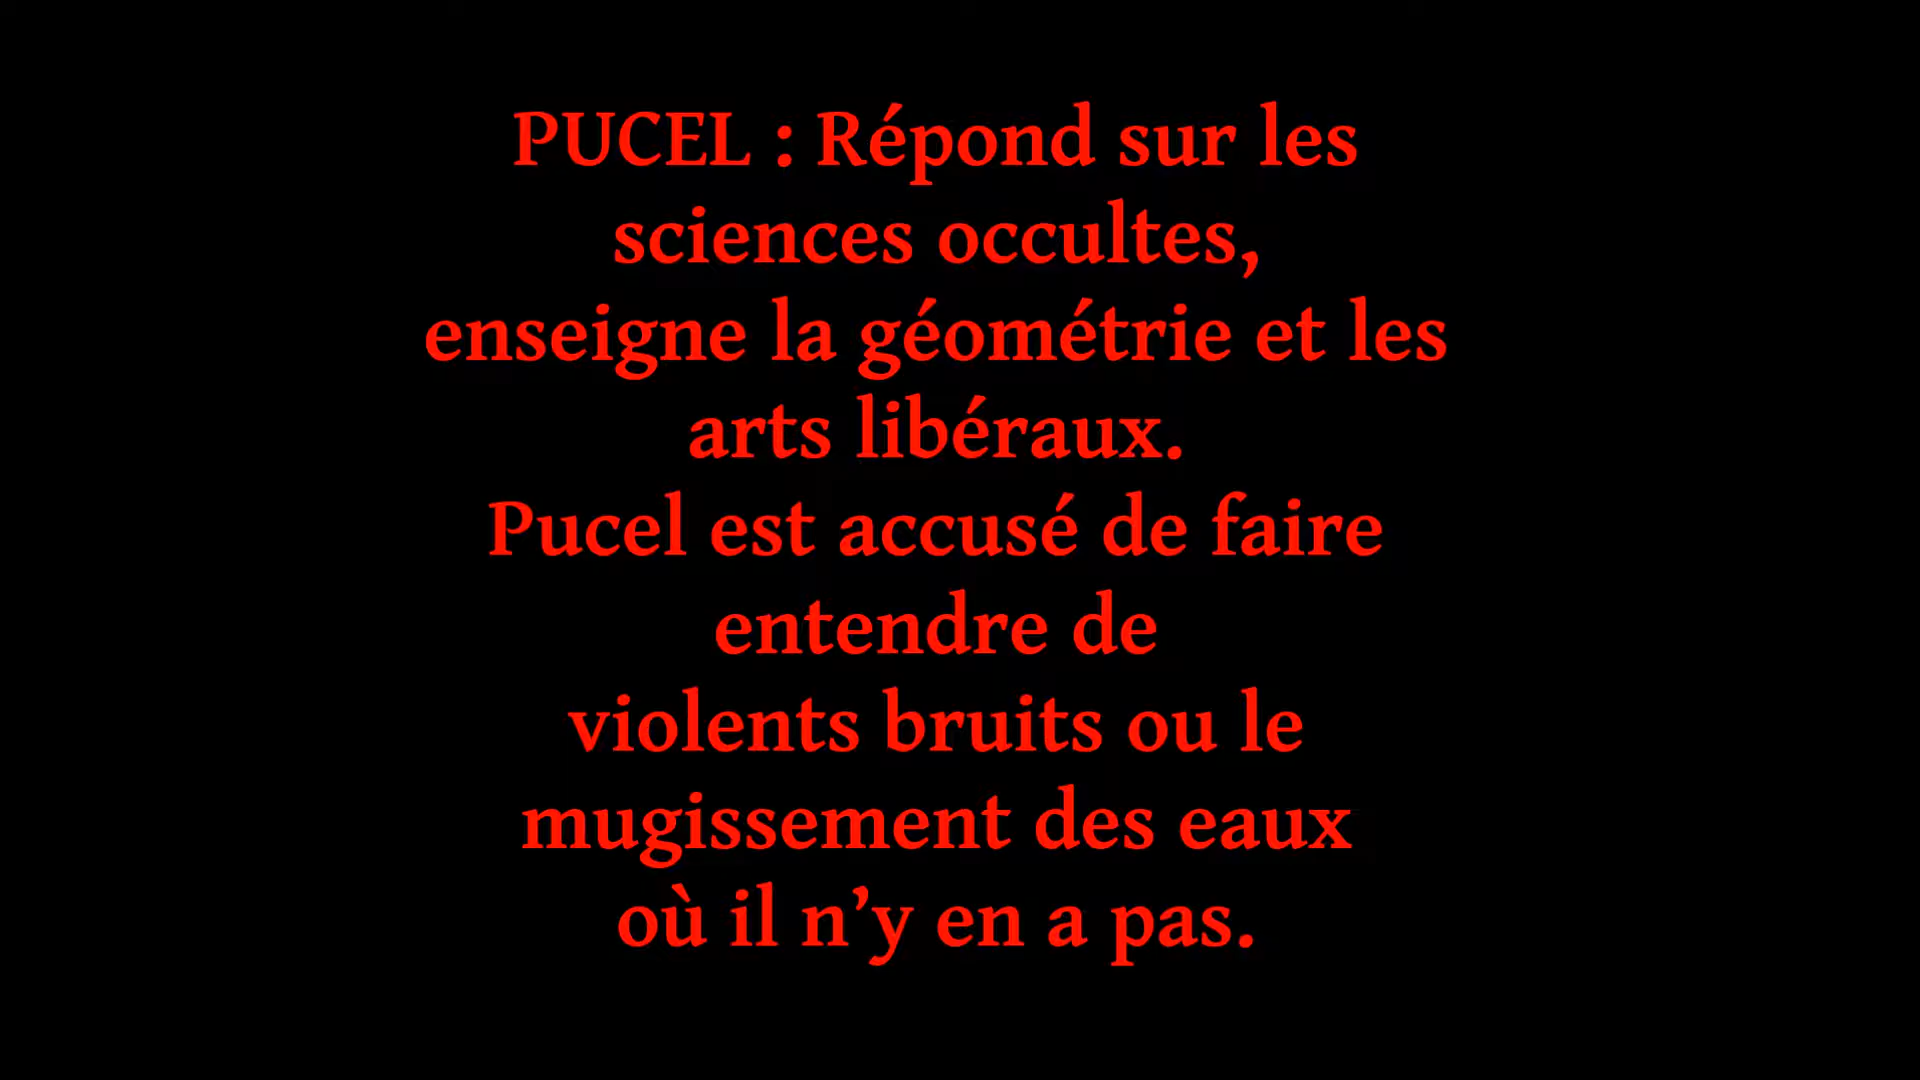 PUCEL : Répond sur les
sciences occultes,
enseigne la géométrie et les
arts libéraux.
Pucel est accusé de faire
entendre de
violents bruits ou le
mugissement des eaux
où il n’y en a pas.